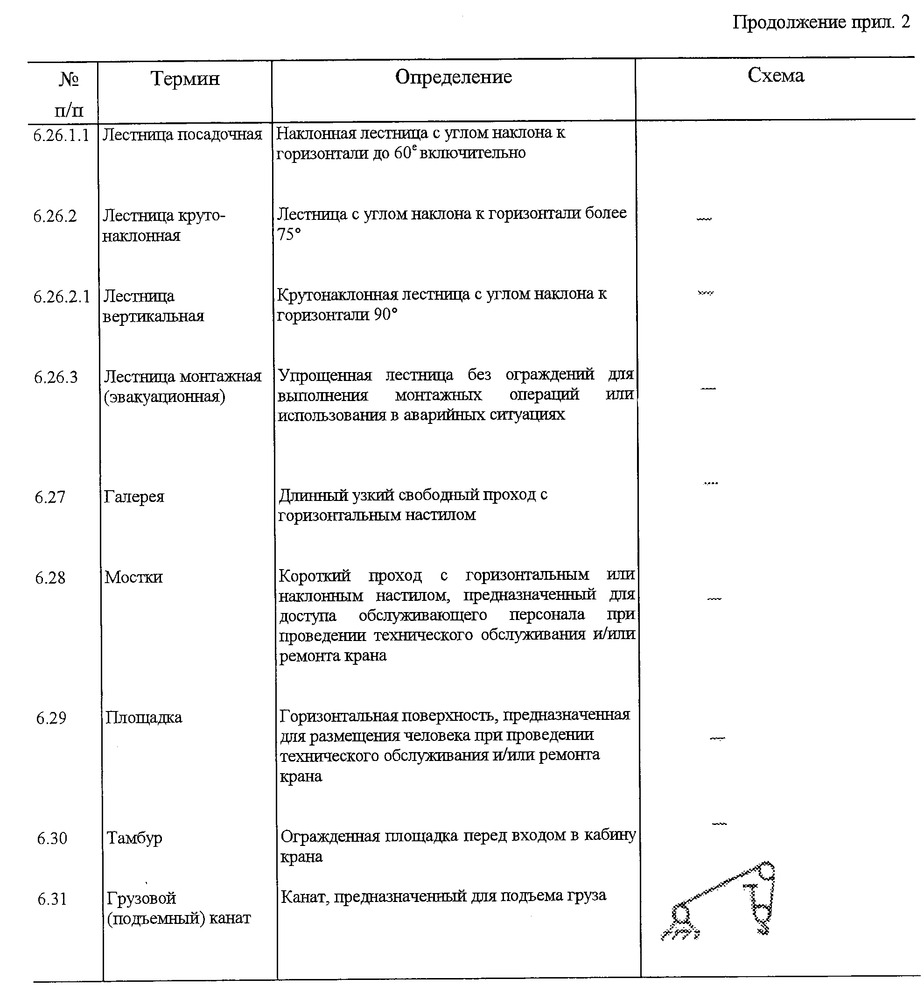 Продолжение прил. 2
№ п/п
Термин
Определение
Схема
6.26.1.1
Лестница посадочная
Наклонная лестница с углом наклона к
горизонтали до 60е включительно
6.26.2
Лестница круто-
наклонная
Лестница с углом наклона к горизонтали более
75°
—
6.26.2.1
Лестница
вертикальная
Крутонаклонная лестница с углом наклона к
горизонтали 90°
—
6.26.3
Лестница монтажная
(эвакуационная)
Упрощенная лестница без ограждений для
выполнения монтажных операций или
использования в аварийных ситуациях
—
6.27
Галерея
Длинный узкий свободный проход с
горизонтальным настилом
—
6.28
Мостки
Короткий проход с горизонтальным или
наклонным настилом, предназначенный для
доступа обслуживающего персонала при
проведении технического обслуживания и/или
ремонта крана
—
6.29
Площадка
Горизонтальная поверхность, предназначенная
для размещения человека при проведении
технического обслуживания и/или ремонта
крана
—
6.30
Тамбур
Огражденная площадка перед входом в кабину
крана
—
6.31
Грузовой
(подъемный) канат
Канат, предназначенный для подъема груза